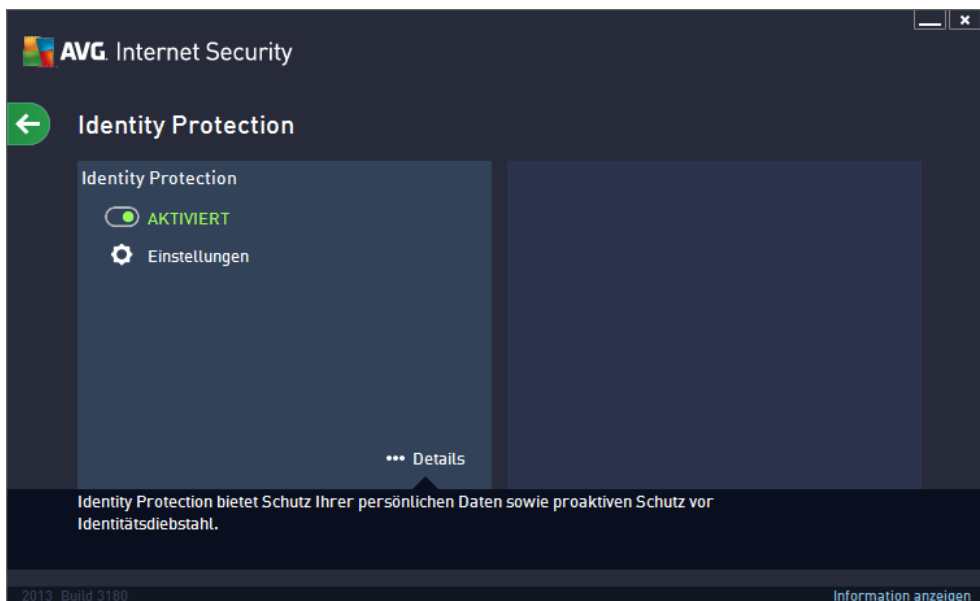 AVG. Internet Security
Identity Protection
Identity Protection
AKTIVIERT
Einstellungen
••• Details
Identity Protection bietet Schutz Ihrer persönlichen Daten sowie proaktiven Schutz vor
Identitätsdiebstahl.
2013 Build 3180
Information anzeigen